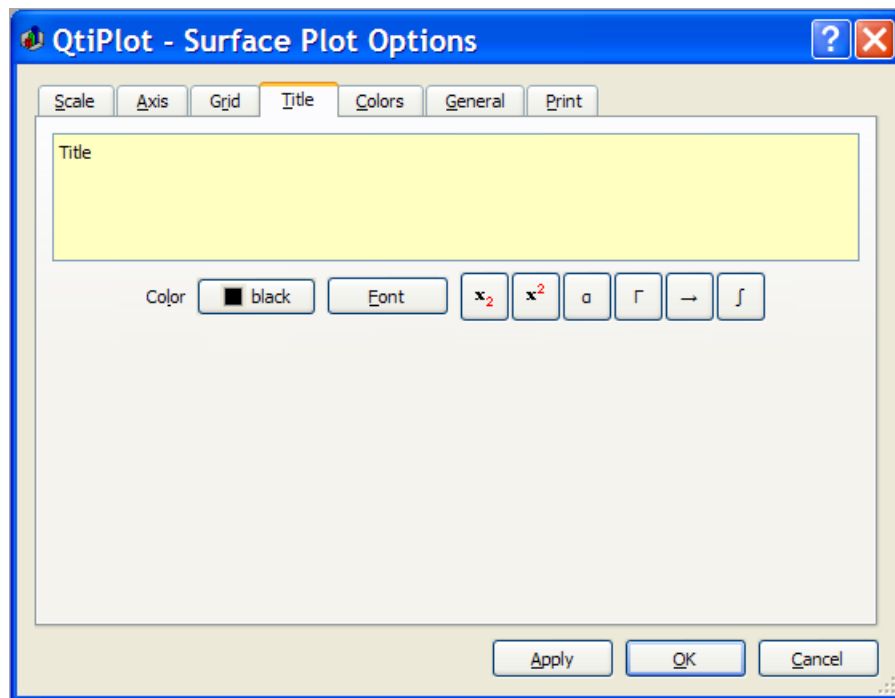 QtiPlot - Surface Plot Options
Scale Axis Grid Title Colors General Print
Title
Color black Font x₂ x² α Γ → ∫
Apply OK Cancel